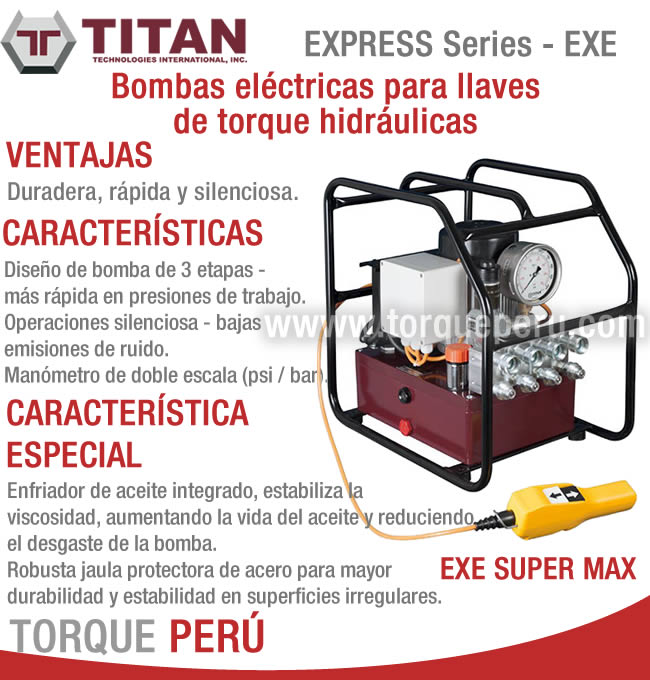 TITAN
TECHNOLOGIES INTERNATIONAL, INC.
EXPRESS Series - EXE
Bombas eléctricas para llaves
de torque hidráulicas
VENTAJAS
Duradera, rápida y silenciosa.
CARACTERÍSTICAS
Diseño de bomba de 3 etapas -
más rápida en presiones de trabajo.
Operaciones silenciosa - bajas
emisiones de ruido.
www.torqueperu.com
Manómetro de doble escala (psi / bar).
CARACTERÍSTICA
ESPECIAL
Enfriador de aceite integrado, estabiliza la
viscosidad, aumentando la vida del aceite y reduciendo
el desgaste de la bomba.
Robusta jaula protectora de acero para mayor
durabilidad y estabilidad en superficies irregulares.
EXE SUPER MAX
TORQUE PERÚ